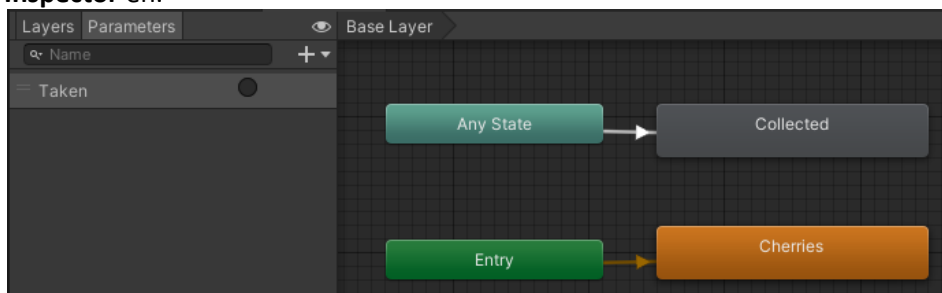 Layers Parameters
Base Layer
Name
Taken
Any State
Collected
Entry
Cherries